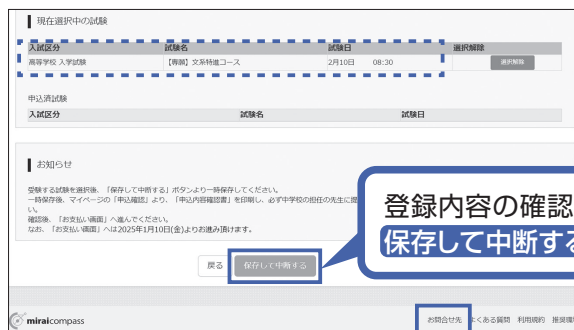 現在選択中の試験
入試区分 試験名 試験日 選択解除
高等学校 入学試験 【専願】文系特進コース 2月10日 08:30 選択解除
申込済試験
入試区分 試験名 試験日
お知らせ
受験する試験を選択後、「保存して中断する」ボタンより一時保存してください。
一時保存後、マイページの「申込確認」より、「申込内容確認書」を印刷し、必ず中学校の担任の先生に提
い。
確認後、「お支払い画面」へ進んでください。
なお、「お支払い画面」へは2025年1月10日(金)よりお進み頂けます。
登録内容の確認
保存して中断する
戻る 保存して中断する
miraicompass お問合せ先 よくある質問 利用規約 推奨環